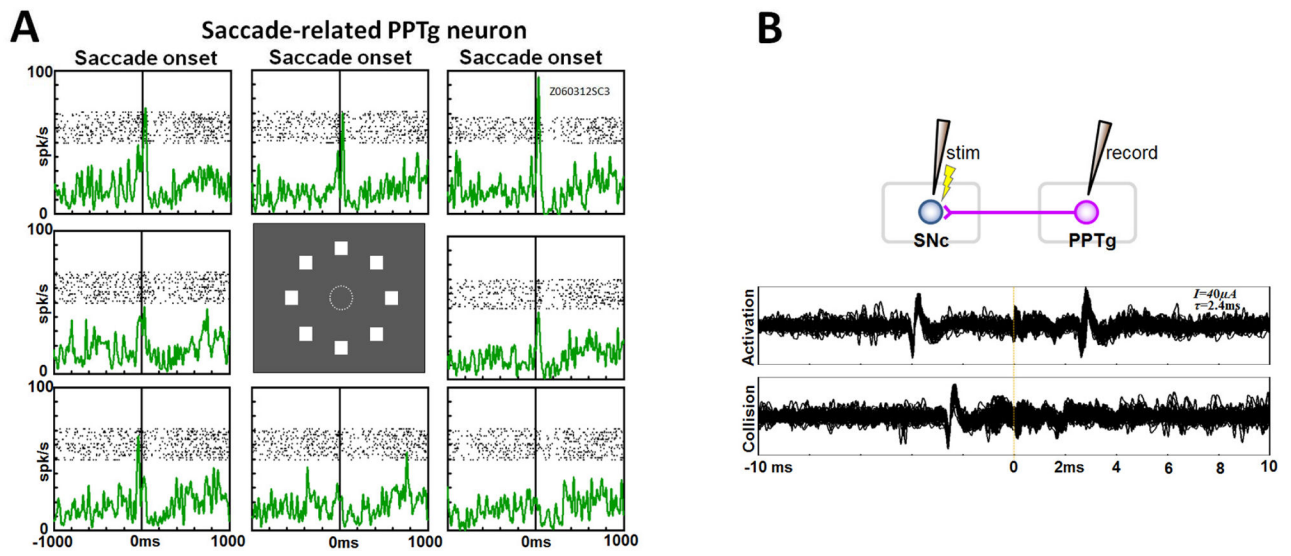 A
Saccade-related PPTg neuron
Saccade onset
Saccade onset
Saccade onset
100
spk/s
0
Z060312SC3
100
spk/s
0
100
spk/s
0
-1000
0ms
1000
0ms
1000
0ms
1000
B
stim
record
SNc
PPTg
Activation
I=40μA
τ=2.4ms
Collision
-10 ms
0
2ms
4
6
8
10